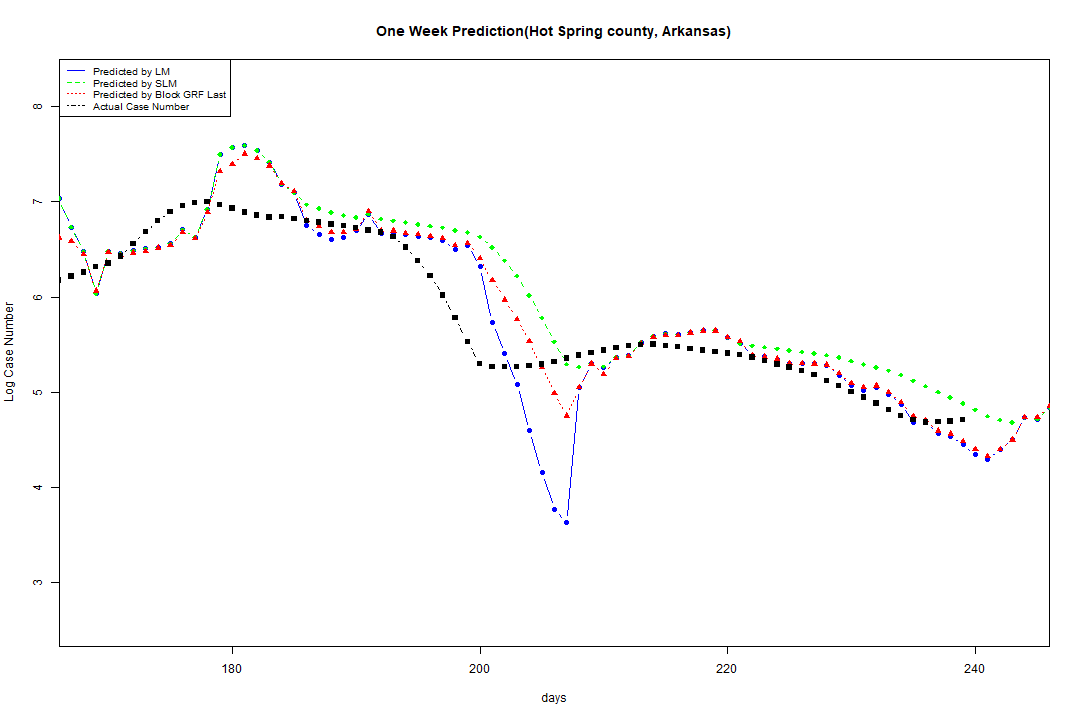 One Week Prediction(Hot Spring county, Arkansas)
Predicted by LM
Predicted by SLM
Predicted by Block GRF Last
Actual Case Number
8
7
6
5
4
3
Log Case Number
180 200 220 240
days